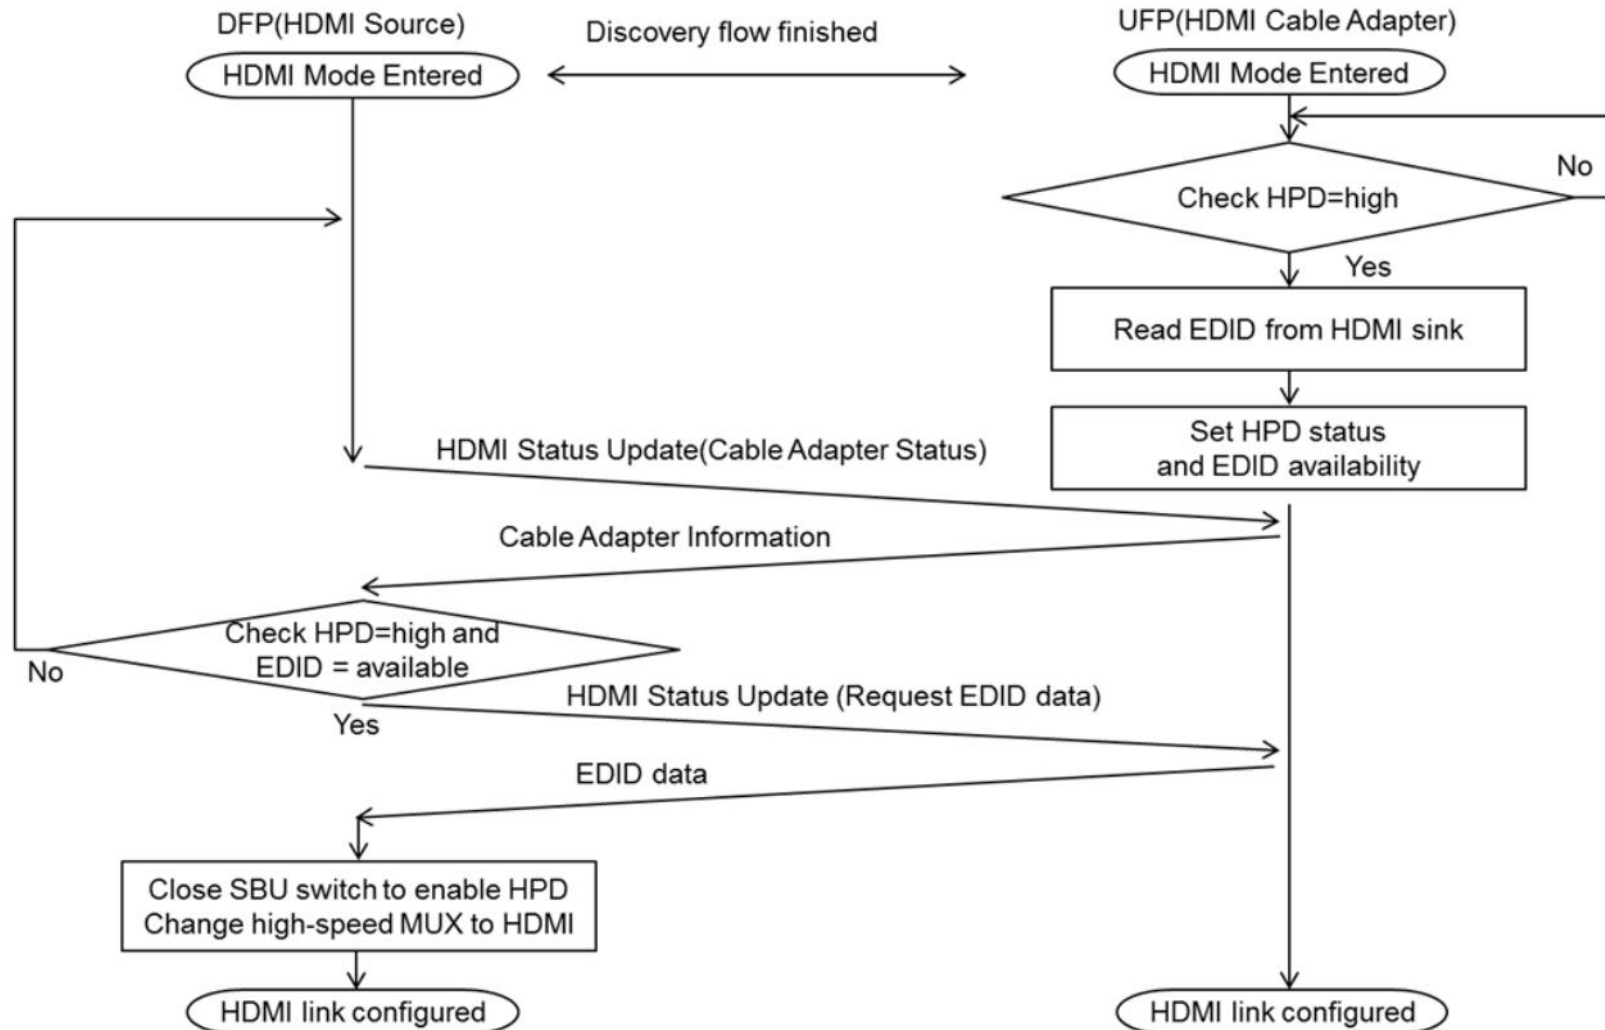 DFP(HDMI Source)
Discovery flow finished
UFP(HDMI Cable Adapter)
HDMI Mode Entered
HDMI Mode Entered
No
Check HPD=high
Yes
Read EDID from HDMI sink
Set HPD status
and EDID availability
HDMI Status Update(Cable Adapter Status)
Cable Adapter Information
Check HPD=high and
EDID = available
No
HDMI Status Update (Request EDID data)
Yes
EDID data
Close SBU switch to enable HPD
Change high-speed MUX to HDMI
HDMI link configured
HDMI link configured